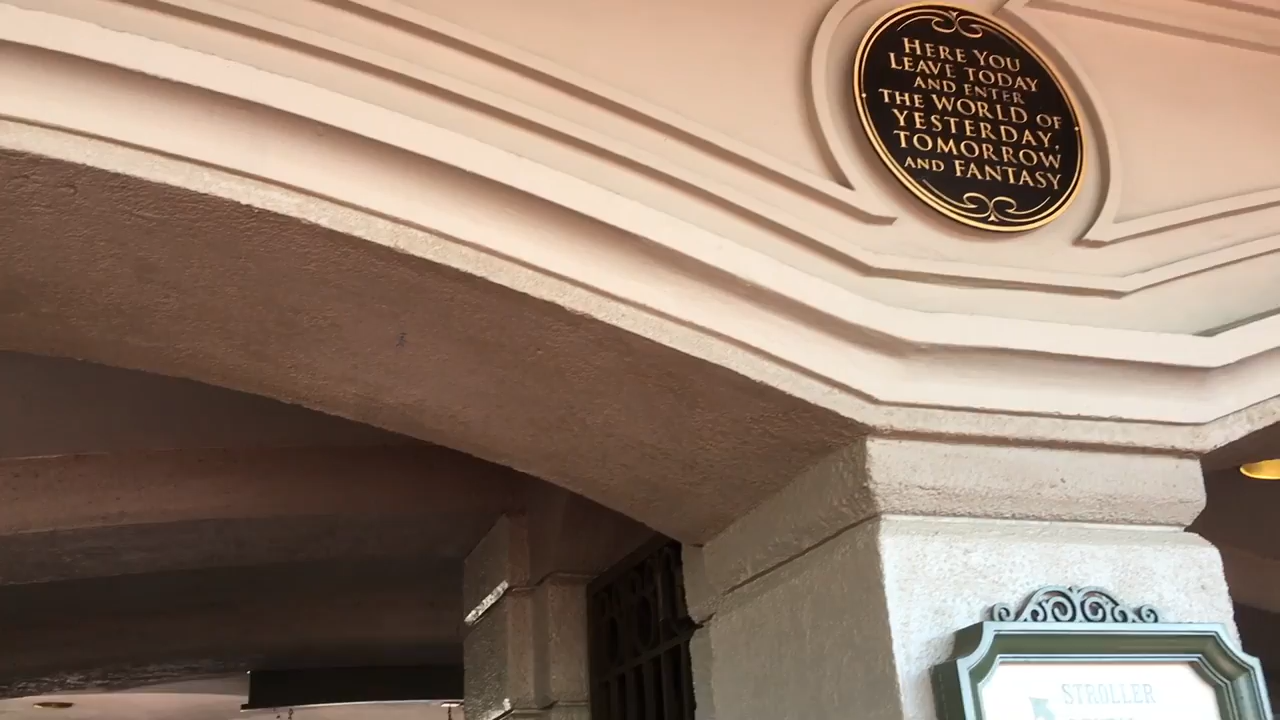 HERE YOU
LEAVE TODAY
AND ENTER
THE WORLD OF
YESTERDAY,
TOMORROW
AND FANTASY
STROLLER